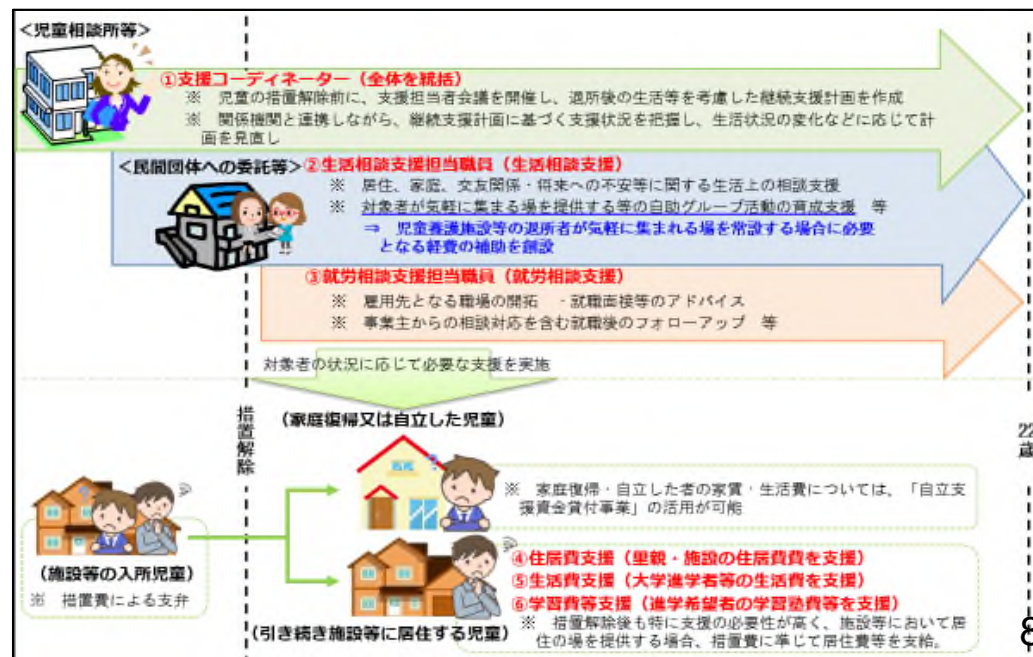 <児童相談所等>
①支援コーディネーター（全体を統括）
※ 児童の措置解除前に、支援担当者会議を開催し、退所後の生活等を考慮した継続支援計画を作成
※ 関係機関と連携しながら、継続支援計画に基づく支援状況を把握し、生活状況の変化などに応じて計
画を見直し
<民間団体への委託等>
②生活相談支援担当職員（生活相談支援）
※ 居住、家庭、交友関係・将来への不安等に関する生活上の相談支援
※ 対象者が気軽に集まる場を提供する等の自助グループ活動の育成支援 等
⇒ 児童養護施設等の退所者が気軽に集まれる場を常設する場合に必要
となる経費の補助を創設
③就労相談支援担当職員（就労相談支援）
※ 雇用先となる職場の開拓 ・就職面接等のアドバイス
※ 事業主からの相談対応を含む就職後のフォローアップ 等
対象者の状況に応じて必要な支援を実施
措置解除
22歳
（家庭復帰又は自立した児童）
※ 家庭復帰・自立した者の家賃・生活費については、「自立支
援資金貸付事業」の活用が可能
（施設等の入所児童）
※ 措置費による支弁
④住居費支援（里親・施設の住居費費を支援）
⑤生活費支援（大学進学者等の生活費を支援）
⑥学習費等支援（進学希望者の学習塾費等を支援）
※ 措置解除後も特に支援の必要性が高く、施設等において居
住の場を提供する場合、措置費に準じて居住費等を支給。
（引き続き施設等に居住する児童）
8